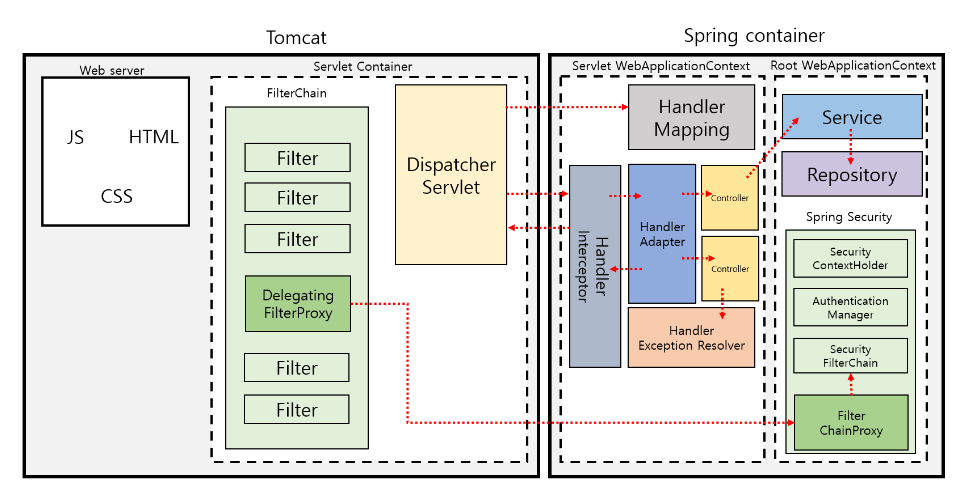 Tomcat
Spring container
Web server
JS HTML
CSS
Servlet Container
FilterChain
Filter
Filter
Filter
Delegating
FilterProxy
Filter
Filter
Dispatcher
Servlet
Servlet WebApplicationContext
Handler
Mapping
Handler
Interceptor
Handler
Adapter
Controller
Controller
Handler
Exception Resolver
Root WebApplicationContext
Service
Repository
Spring Security
Security
ContextHolder
Authentication
Manager
Security
FilterChain
Filter
ChainProxy